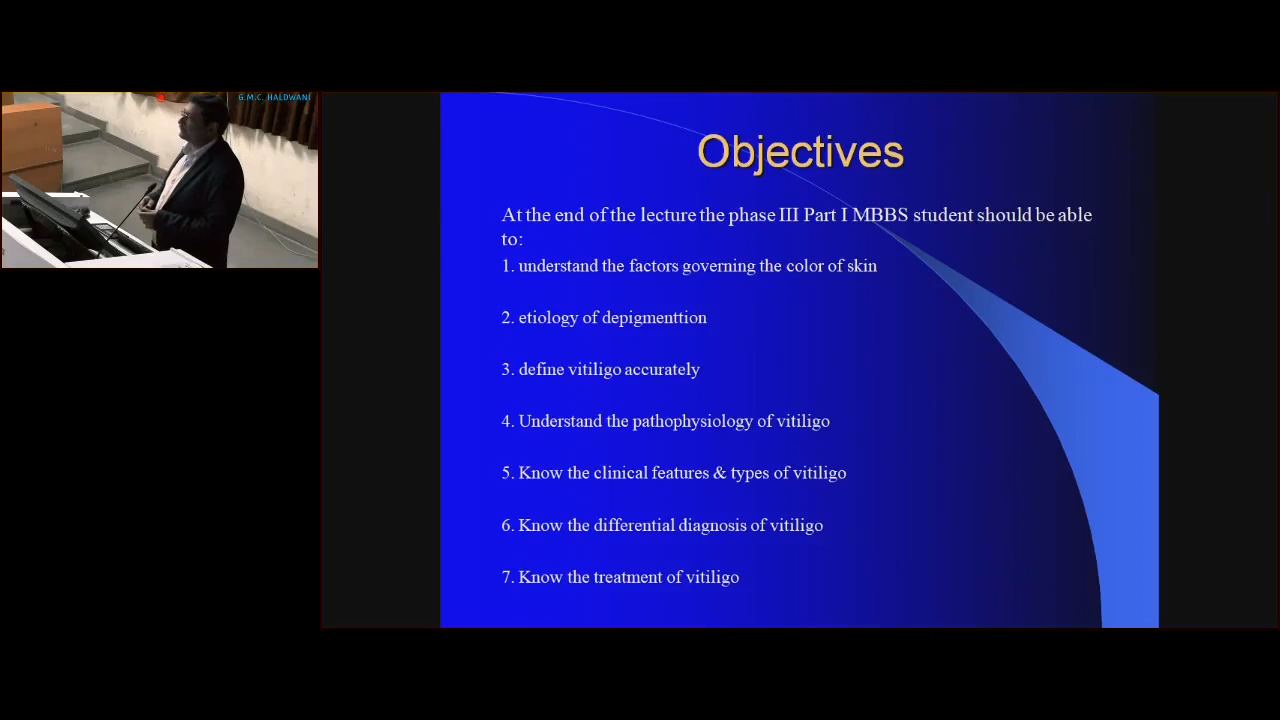 G.M.C. HALDWANI
Objectives
At the end of the lecture the phase III Part I MBBS student should be able
to:
1. understand the factors governing the color of skin
2. etiology of depigmenttion
3. define vitiligo accurately
4. Understand the pathophysiology of vitiligo
5. Know the clinical features & types of vitiligo
6. Know the differential diagnosis of vitiligo
7. Know the treatment of vitiligo